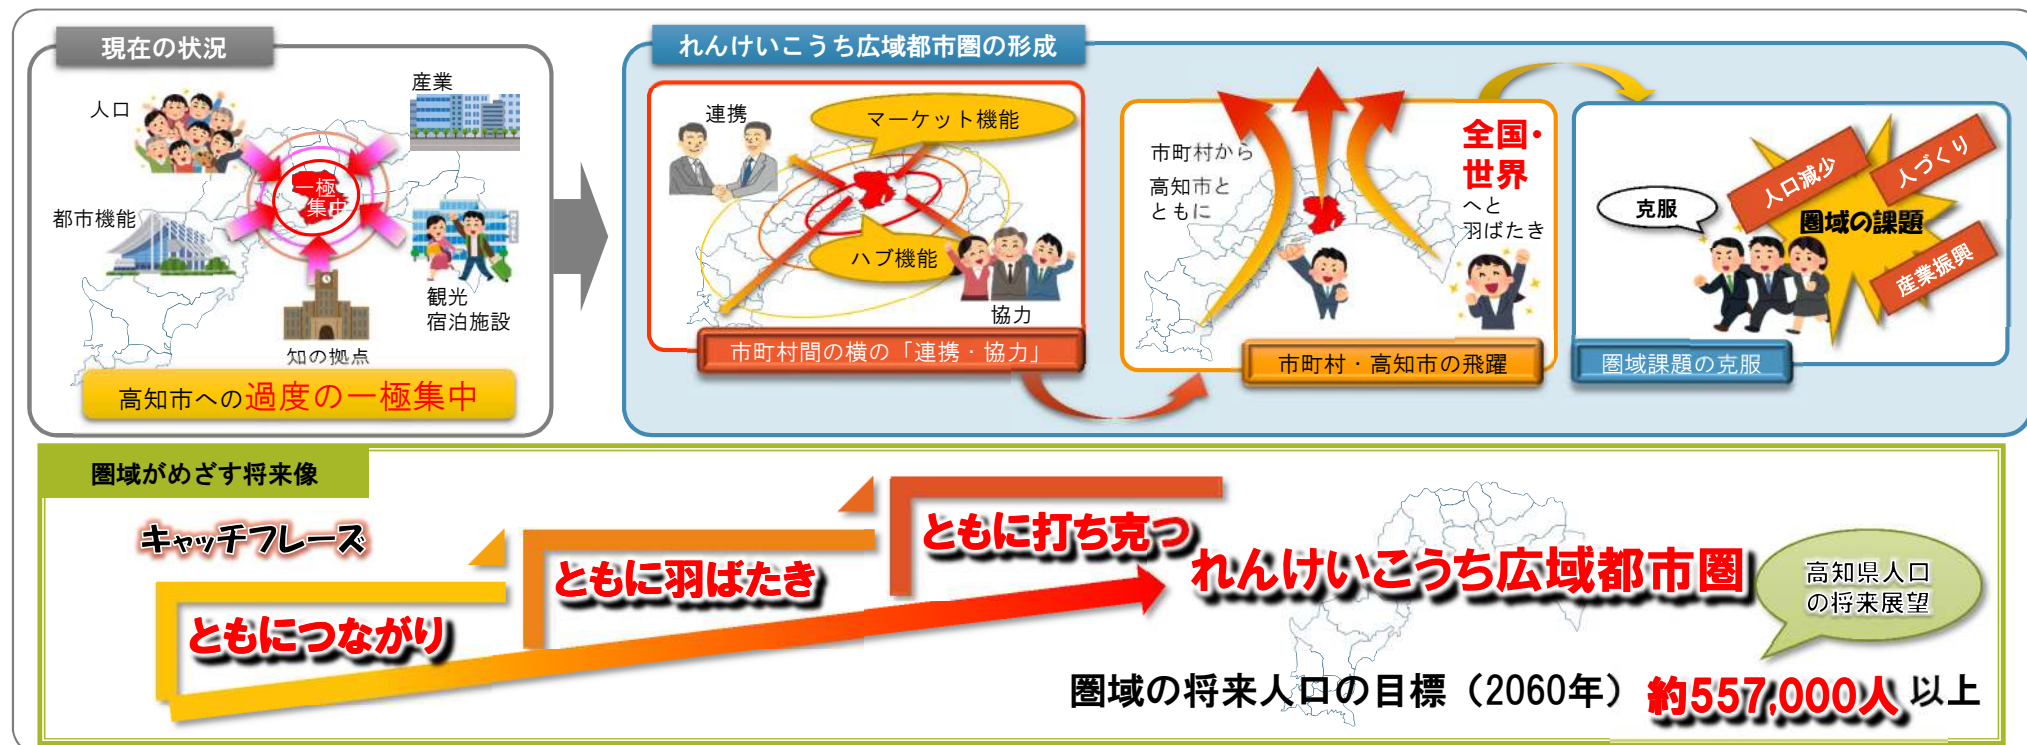 現在の状況
人口
産業
一極
集中
都市機能
観光
宿泊施設
知の拠点
高知市への過度の一極集中
れんけいこうち広域都市圏の形成
連携
マーケット機能
ハブ機能
協力
市町村間の横の「連携・協力」
市町村から
高知市と
ともに
全国・
世界
へと
羽ばたき
市町村・高知市の飛躍
克服
人口減少
人づくり
圏域の課題
産業振興
圏域課題の克服
圏域がめざす将来像
キャッチフレーズ
ともにつながり
ともに羽ばたき
ともに打ち克つ
れんけいこうち広域都市圏
高知県人口
の将来展望
圏域の将来人口の目標（2060年） 約557,000人 以上